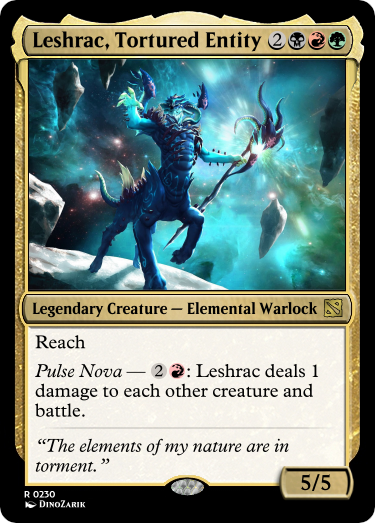 Leshrac, Tortured Entity 2
Legendary Creature — Elemental Warlock
Reach
Pulse Nova — 2: Leshrac deals 1
damage to each other creature and
battle.
“The elements of my nature are in
torment.”
5/5
R 0230
DinoZarik